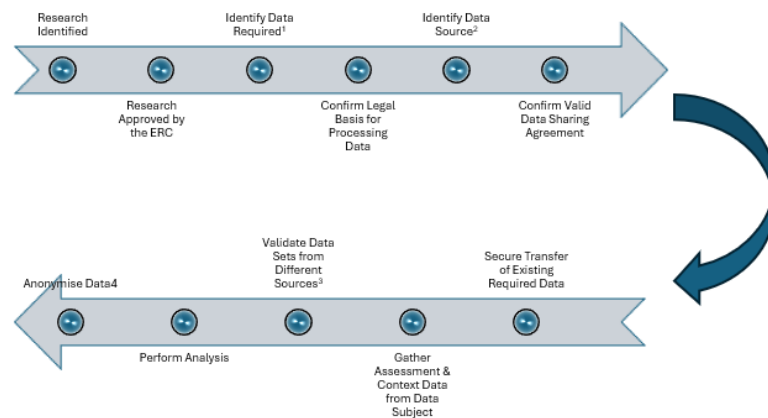 Research
Identified
Research
Approved by
the ERC
Identify Data
Required¹
Confirm Legal
Basis for
Processing
Data
Identify Data
Source²
Confirm Valid
Data Sharing
Agreement
Secure Transfer
of Existing
Required Data
Gather
Assessment &
Context Data
from Data
Subject
Validate Data
Sets from
Different
Sources³
Perform Analysis
Anonymise Data4